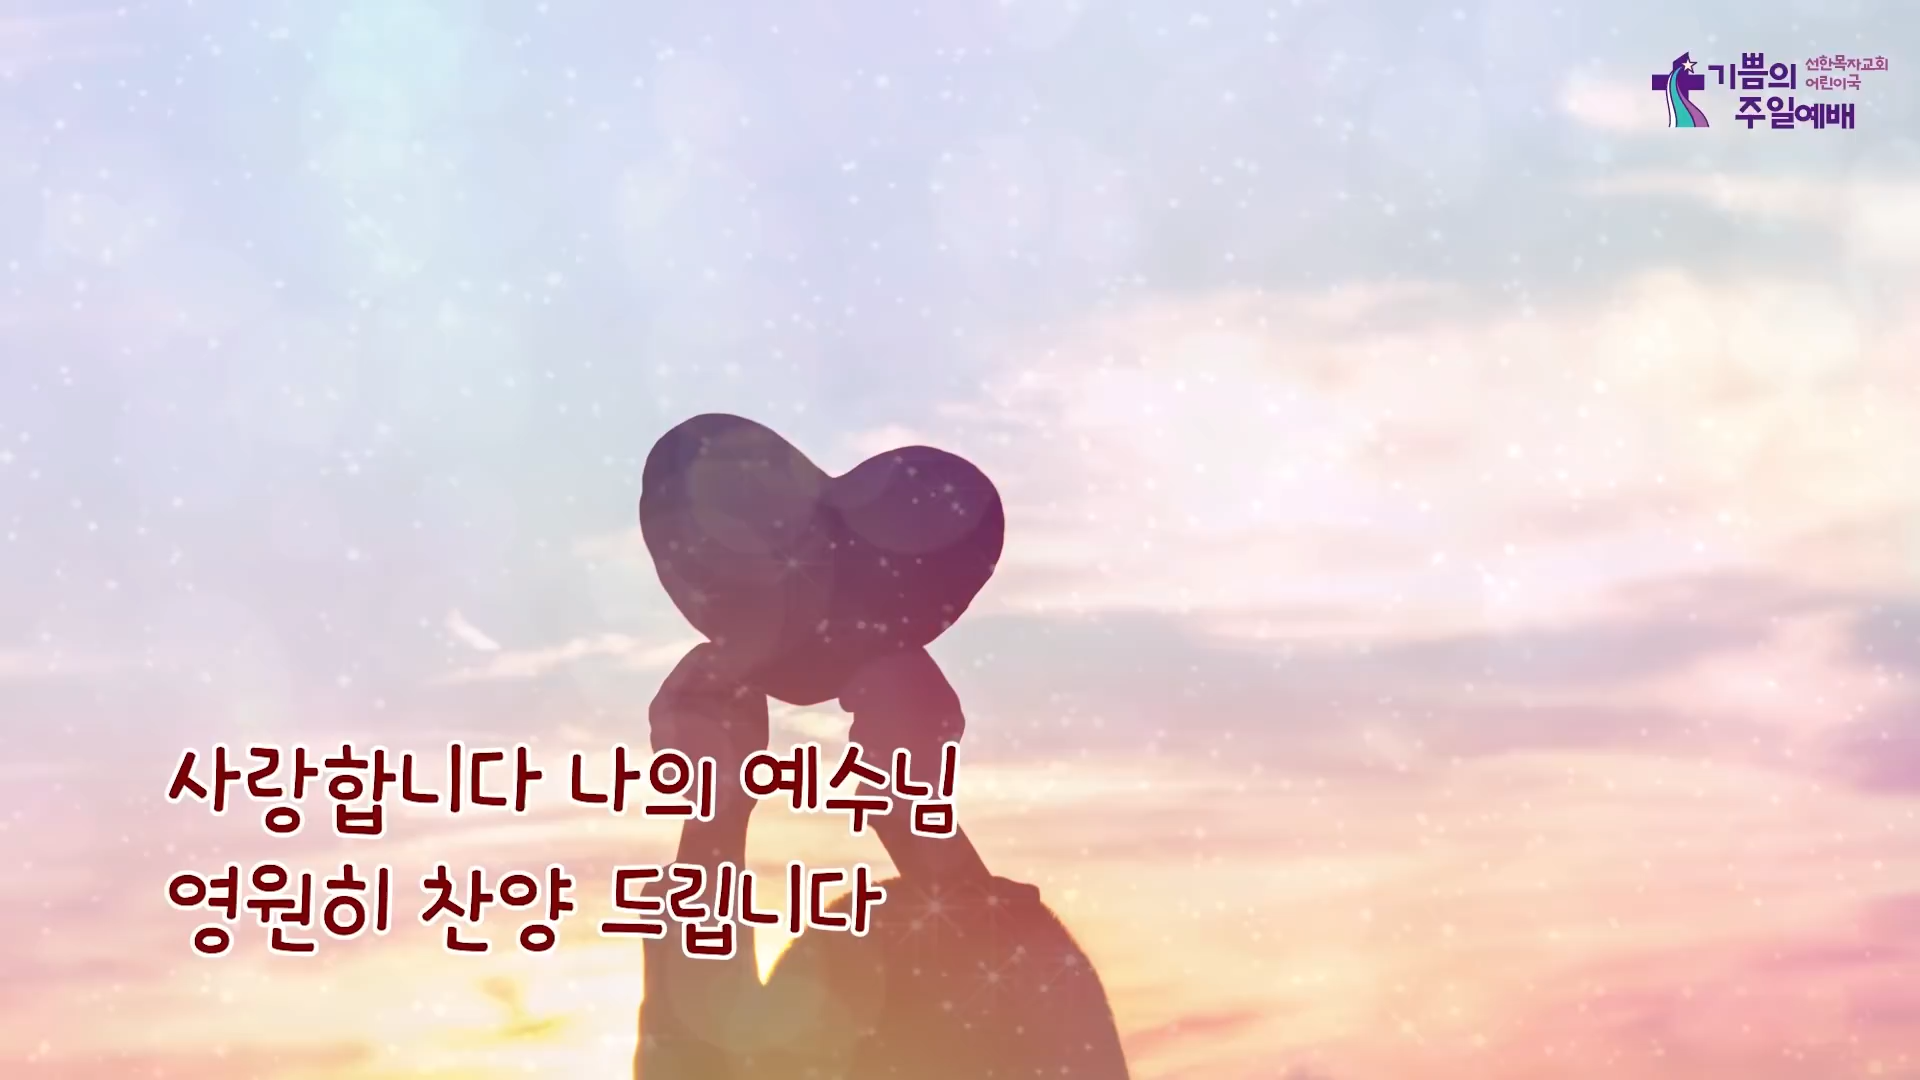 기쁨의 선한목자교회
어린이국
주일예배
사랑합니다 나의 예수님
영원히 찬양 드립니다